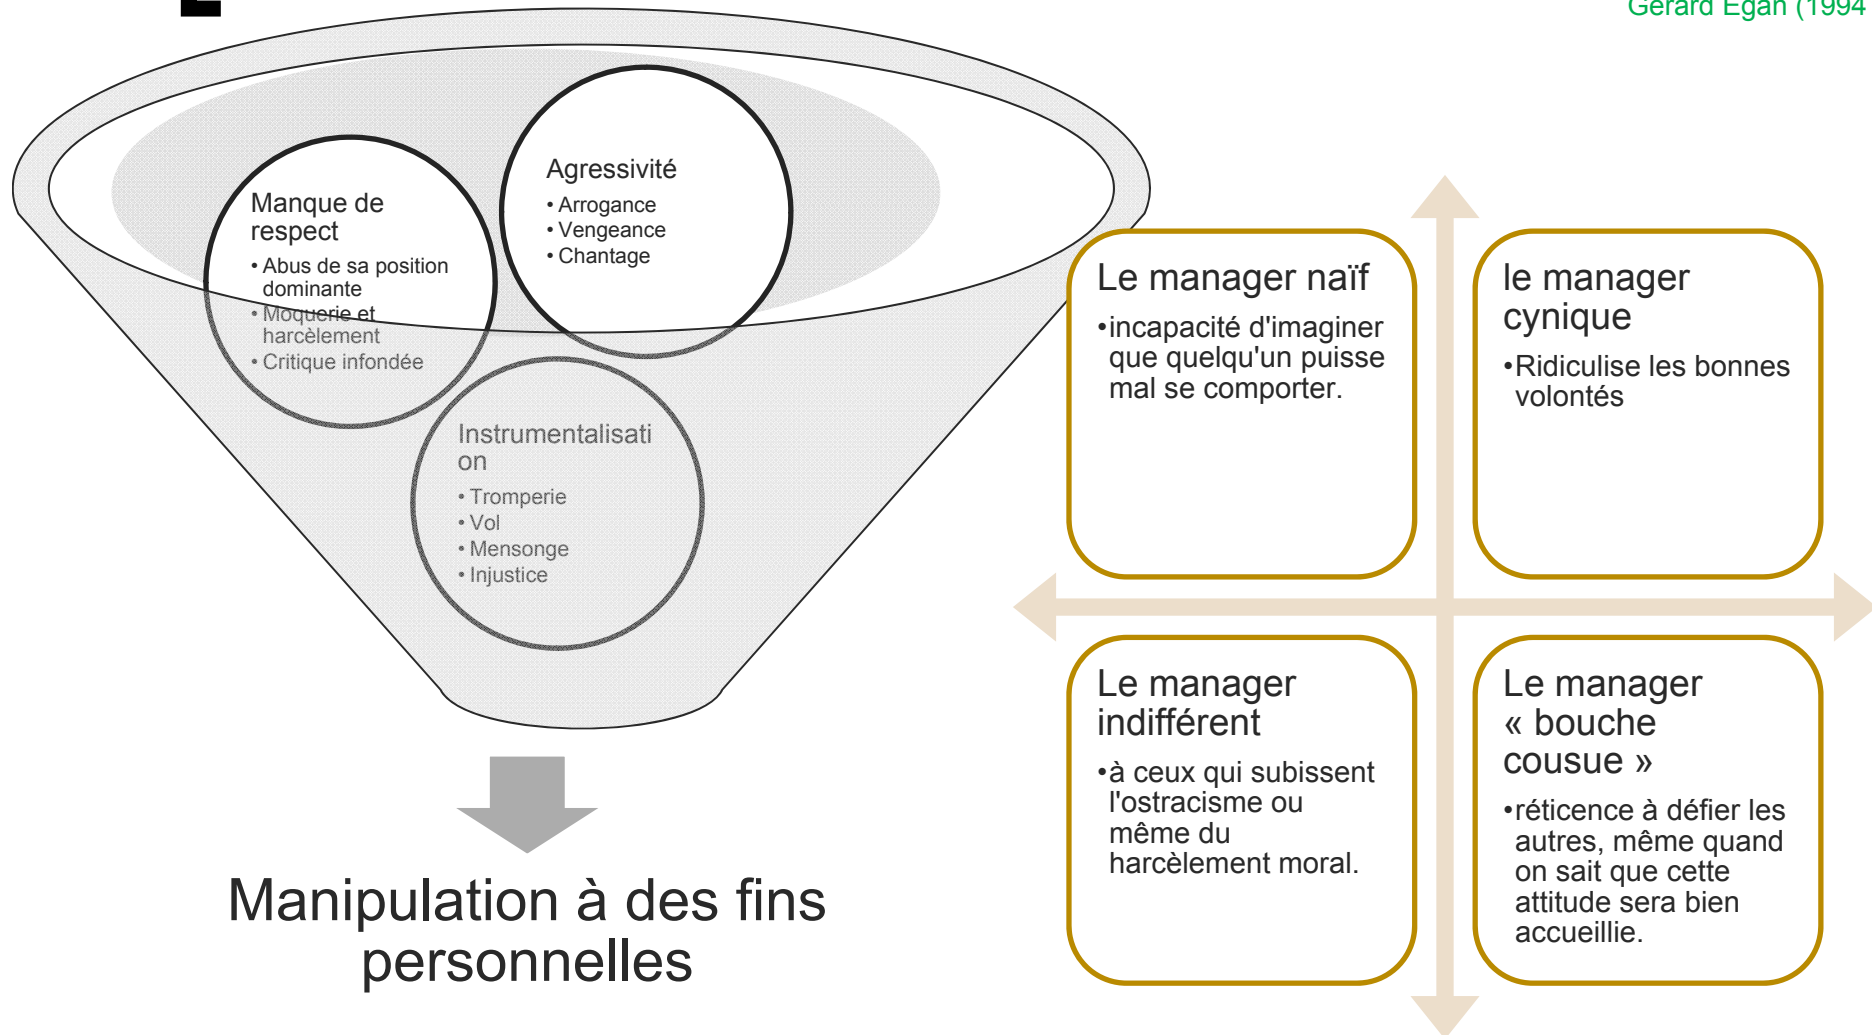 Gérard Egan (1994
Agressivité
• Arrogance
• Vengeance
• Chantage
Manque de
respect
• Abus de sa position
dominante
• Moquerie et
harcèlement
• Critique infondée
Instrumentalisati
on
• Tromperie
• Vol
• Mensonge
• Injustice
Manipulation à des fins
personnelles
Le manager naïf
•incapacité d'imaginer
que quelqu'un puisse
mal se comporter.
le manager
cynique
•Ridiculise les bonnes
volontés
Le manager
indifférent
•à ceux qui subissent
l'ostracisme ou
même du
harcèlement moral.
Le manager
« bouche
cousue »
•réticence à défier les
autres, même quand
on sait que cette
attitude sera bien
accueillie.